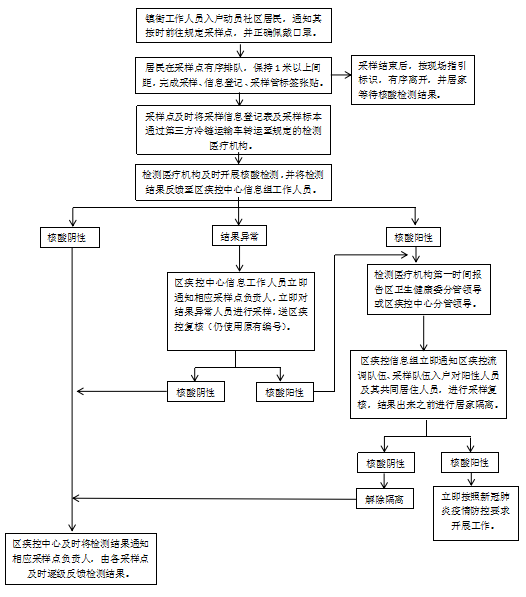 镇街工作人员入户动员社区居民，通知其
按时前往规定采样点，并正确佩戴口罩。
居民在采样点有序排队，保持1米以上间
距，完成采样、信息登记、采样管标签张贴。
采样结束后，按现场指引
标识，有序离开，并居家
等待核酸检测结果。
采样点及时将采样信息登记表及采样标本
通过第三方冷链运输车转运至规定的检测
医疗机构。
检测医疗机构及时开展核酸检测，并将检测
结果反馈至区疾控中心信息组工作人员。
核酸阴性
结果异常
核酸阳性
区疾控中心信息工作人员立即
通知相应采样点负责人，立即对
结果异常人员进行采样，送区疾
控复核（仍使用原有编号）。
检测医疗机构第一时间报告
区卫生健康委分管领导
或区疾控中心分管领导。
核酸阴性
核酸阳性
区疾控信息组立即通知区疾控流
调队伍、采样队伍入户对阳性人员
及其共同居住人员，进行采样复
核，结果出来之前进行居家隔离。
核酸阴性
核酸阳性
解除隔离
立即按照新冠肺
炎疫情防控要求
开展工作。
区疾控中心及时将检测结果通知
相应采样点负责人，由各采样点
及时逐级反馈检测结果。